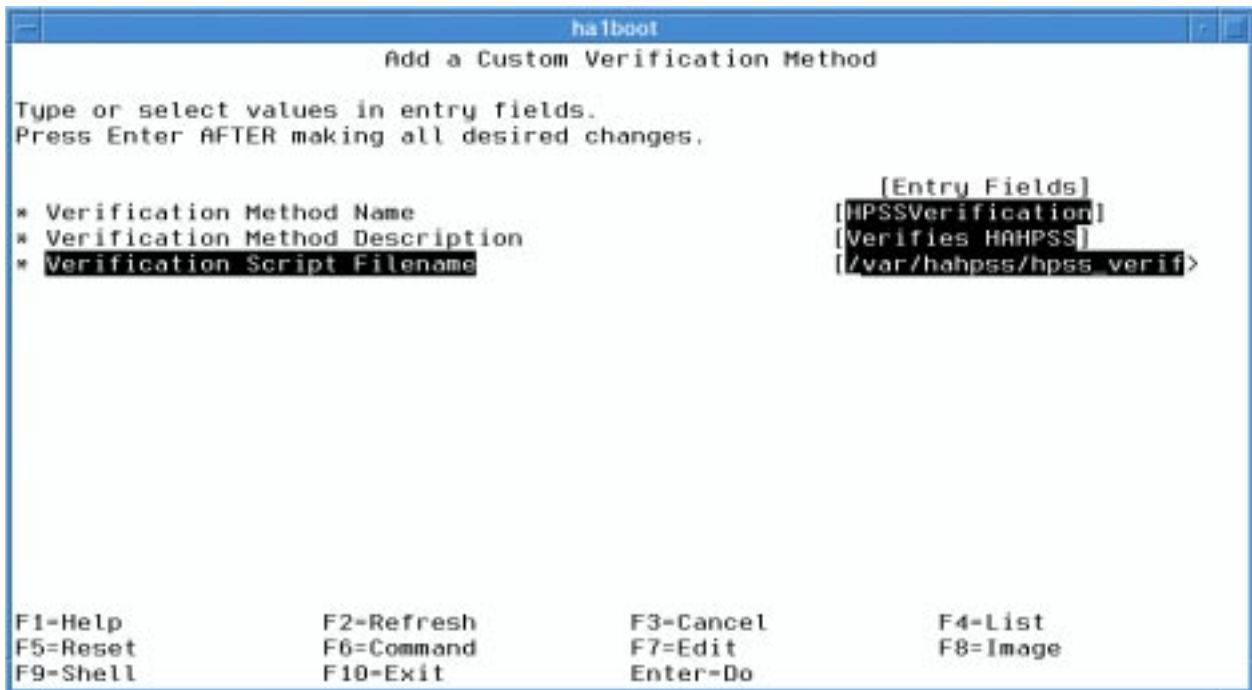 ha1boot
Add a Custom Verification Method
Type or select values in entry fields.
Press Enter AFTER making all desired changes.
[Entry Fields]
* Verification Method Name [HPSSVerification]
* Verification Method Description [Verifies HAHPSS]
* Verification Script Filename [/var/hahpss/hpss_verif>
F1=Help F2=Refresh F3=Cancel F4=List
F5=Reset F6=Command F7=Edit F8=Image
F9=Shell F10=Exit Enter=Do